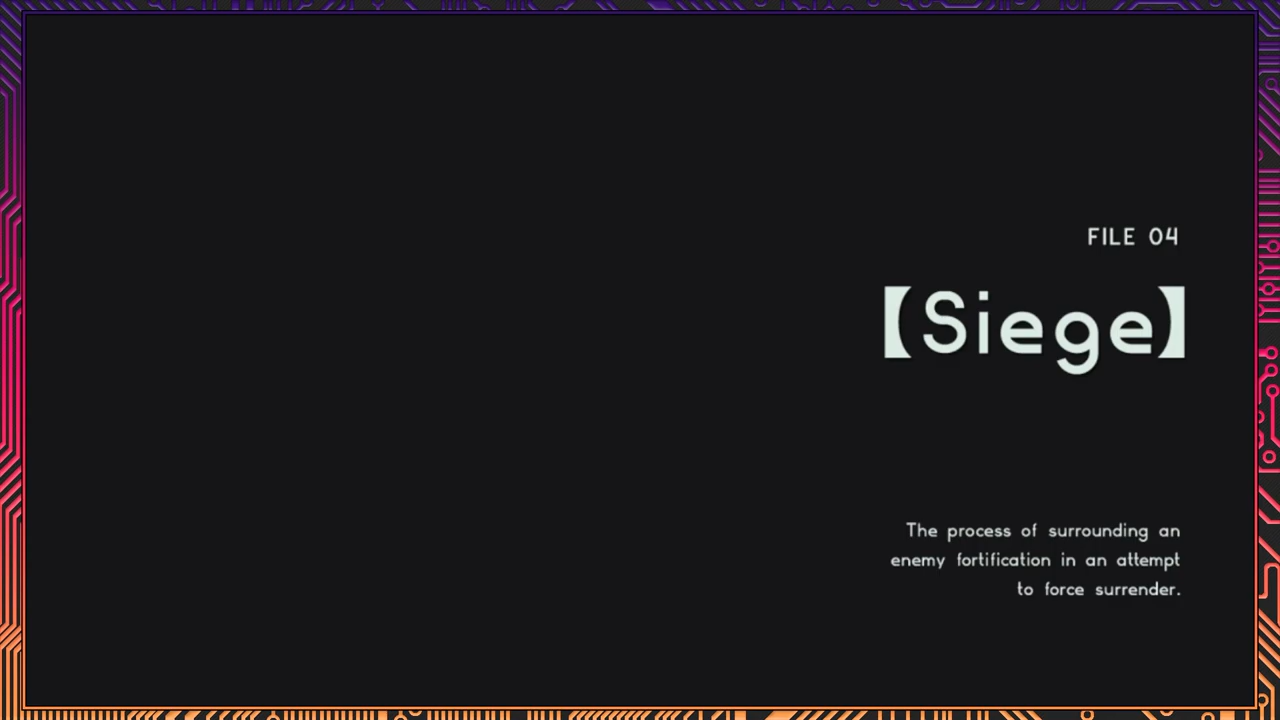 FILE 04
【Siege】
The process of surrounding an
enemy fortification in an attempt
to force surrender.